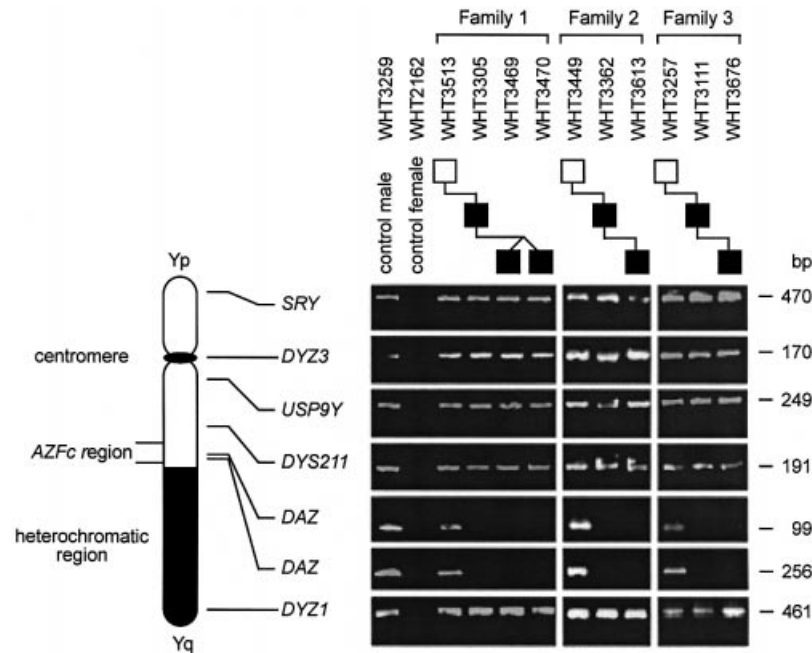 Family 1 Family 2 Family 3
WHT3259
WHT2162
WHT3513
WHT3305
WHT3469
WHT3470
WHT3449
WHT3362
WHT3613
WHT3257
WHT3111
WHT3676
control male
control female
bp
Yp
SRY
470
centromere
DYZ3
170
USP9Y
249
AZFc region
DYS211
191
DAZ
99
heterochromatic
region
DAZ
256
DYZ1
461
Yq